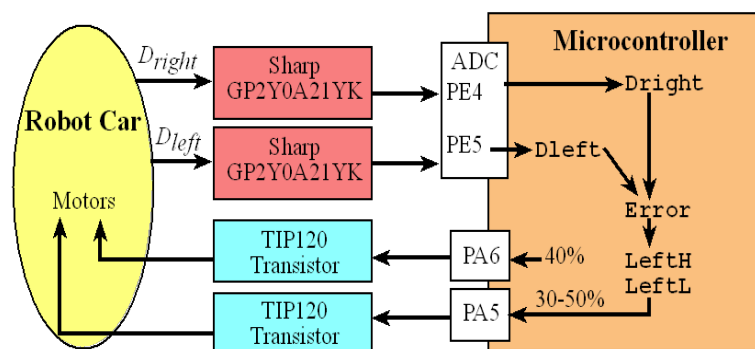 Microcontroller
Robot Car
Motors
Dright
Sharp
GP2Y0A21YK
ADC
PE4
Dright
Dleft
Sharp
GP2Y0A21YK
PE5
Dleft
Error
TIP120
Transistor
PA6
40%
LeftH
LeftL
TIP120
Transistor
PA5
30-50%